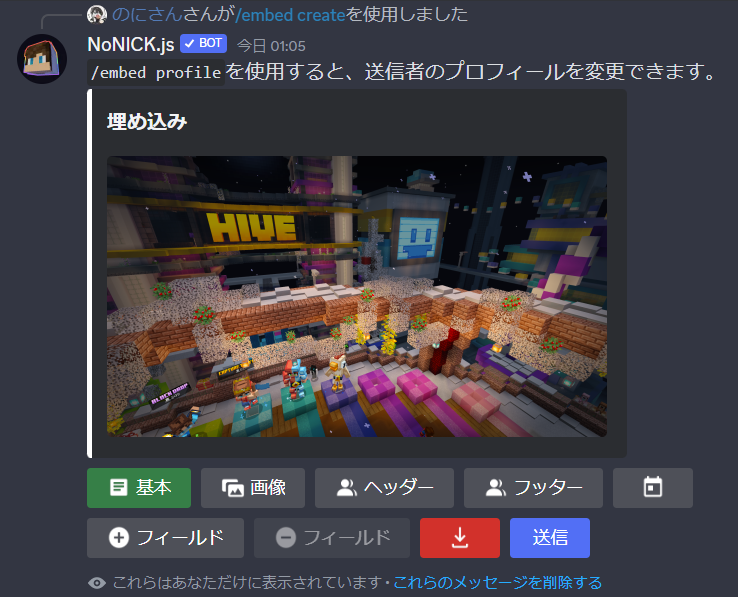 のにさんさんが/embed createを使用しました
NoNICK.js BOT 今日 01:05
/embed profileを使用すると、送信者のプロフィールを変更できます。
埋め込み
HIVE
BLOCK DROP
基本 画像 ヘッダー フッター
フィールド フィールド 送信
これらはあなただけに表示されています・これらのメッセージを削除する